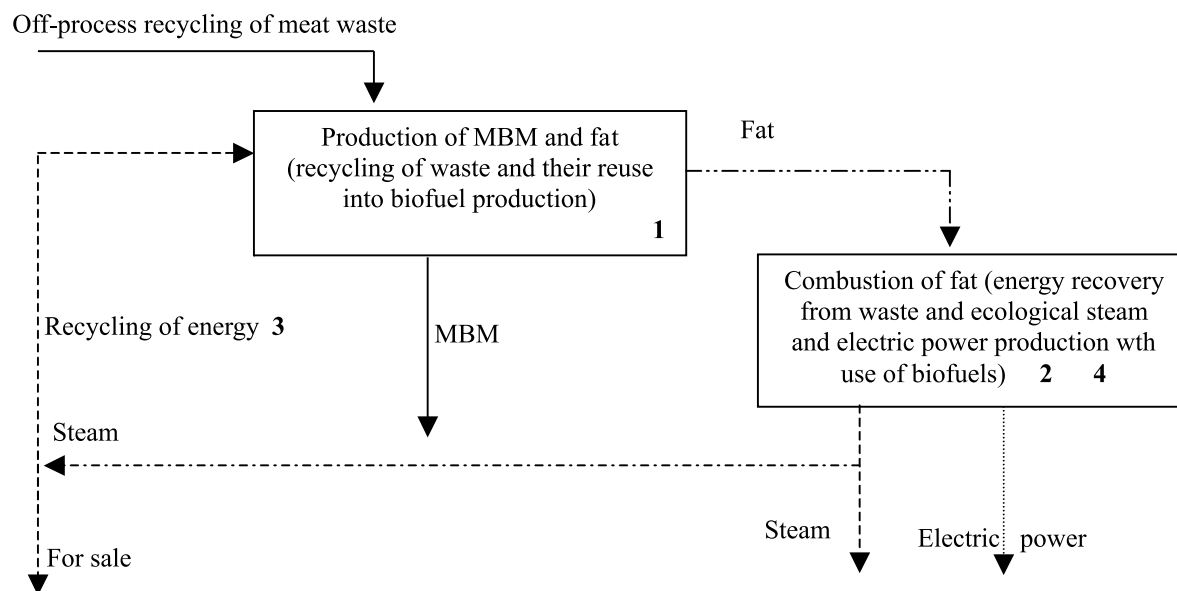 Off-process recycling of meat waste
Production of MBM and fat
(recycling of waste and their reuse
into biofuel production)
1
Fat
Combustion of fat (energy recovery
from waste and ecological steam
and electric power production wth
use of biofuels) 2 4
Recycling of energy 3
MBM
Steam
Steam
Electric power
For sale